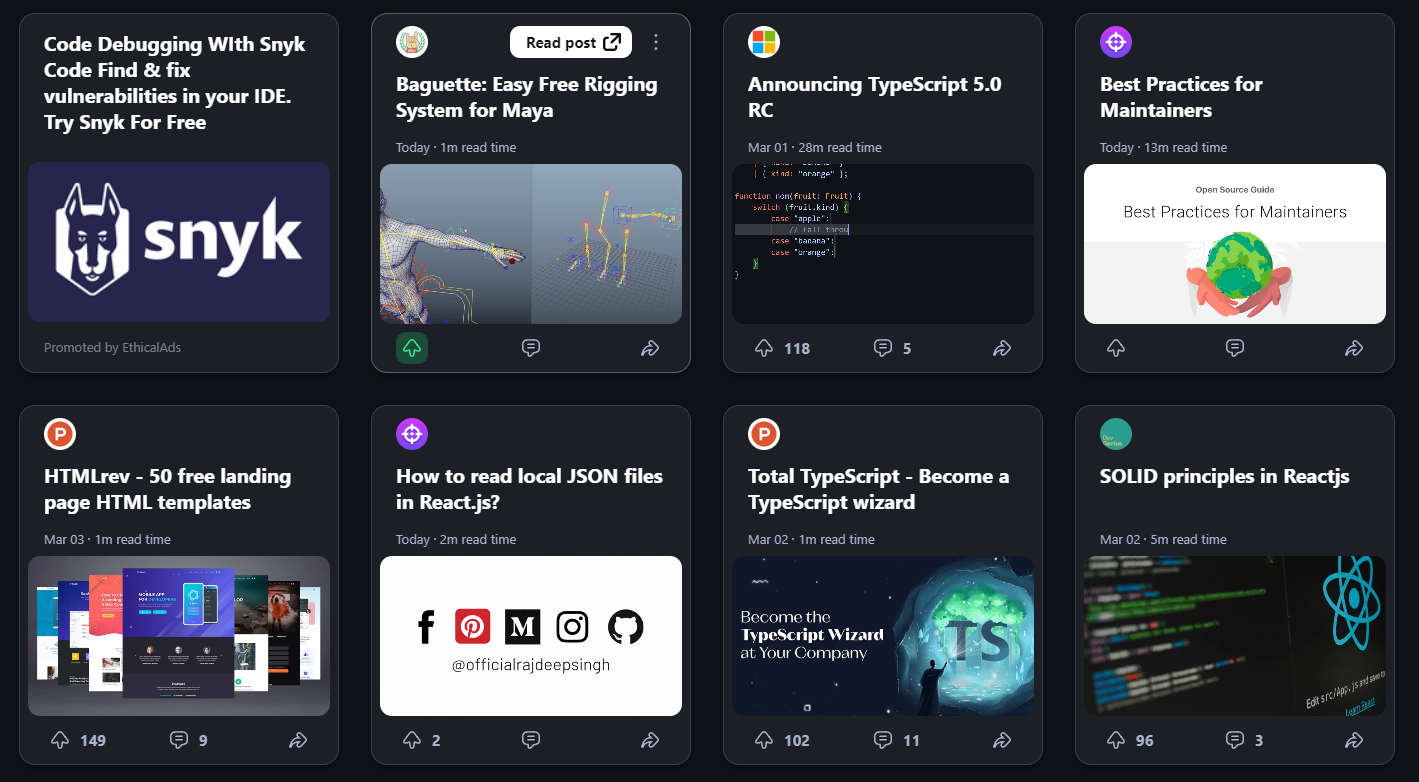 Code Debugging WIth Snyk
Code Find & fix
vulnerabilities in your IDE.
Try Snyk For Free
snyk
Promoted by EthicalAds
Read post
Baguette: Easy Free Rigging
System for Maya
Today · 1m read time
Announcing TypeScript 5.0
RC
Mar 01 · 28m read time
| { kind: "orange" };
function nom(fruit: Fruit) {
switch (fruit.kind) {
case "apple":
// fall throu
case "banana":
case "orange":
}
}
118
5
Best Practices for
Maintainers
Today · 13m read time
Open Source Guide
Best Practices for Maintainers
P
HTMLrev - 50 free landing
page HTML templates
Mar 03 · 1m read time
MOBILE APP
FOR DEVELOPERS
149
9
How to read local JSON files
in React.js?
Today · 2m read time
M
@officialrajdeepsingh
2
P
Total TypeScript - Become a
TypeScript wizard
Mar 02 · 1m read time
Become the
TypeScript Wizard
at Your Company
TS
102
11
Dev
Genius
SOLID principles in Reactjs
Mar 02 · 5m read time
Edit src/App.js and save to
Learn React
96
3